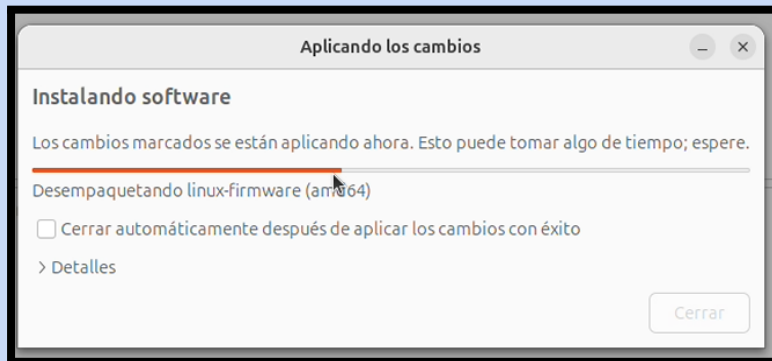 Aplicando los cambios
Instalando software
Los cambios marcados se están aplicando ahora. Esto puede tomar algo de tiempo; espere.
Desempaquetando linux-firmware (amd64)
Cerrar automáticamente después de aplicar los cambios con éxito
Detalles
Cerrar